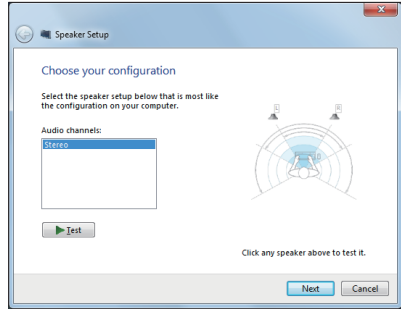 Speaker Setup
Choose your configuration
Select the speaker setup below that is most like
the configuration on your computer.
Audio channels:
Stereo
L
R
Test
Click any speaker above to test it.
Next
Cancel